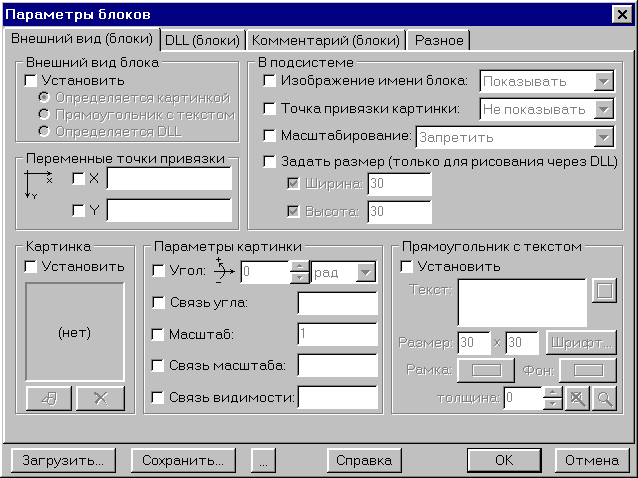 Параметры блоков
Внешний вид (блоки) DLL (блоки) Комментарий (блоки) Разное
Внешний вид блока
Установить
Определяется картинкой
Прямоугольник с текстом
Определяется DLL
Переменные точки привязки
X
Y
X
Y
В подсистеме
Изображение имени блока: Показывать
Точка привязки картинки: Не показывать
Масштабирование: Запретить
Задать размер (только для рисования через DLL)
Ширина: 30
Высота: 30
Картинка
Установить
(нет)
Параметры картинки
Угол: + − 0 рад
Связь угла:
Масштаб: 1
Связь масштаба:
Связь видимости:
Прямоугольник с текстом
Установить
Текст:
Размер: 30 x 30 Шрифт...
Рамка: Фон:
толщина: 0
Загрузить... Сохранить... ... Справка OK Отмена